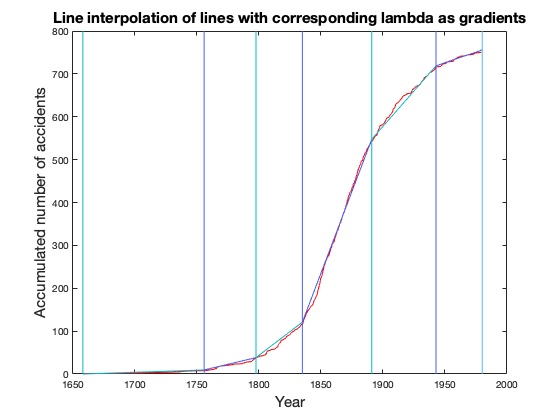 Line interpolation of lines with corresponding lambda as gradients
800
700
600
500
400
300
200
100
0
Accumulated number of accidents
1650 1700 1750 1800 1850 1900 1950 2000
Year